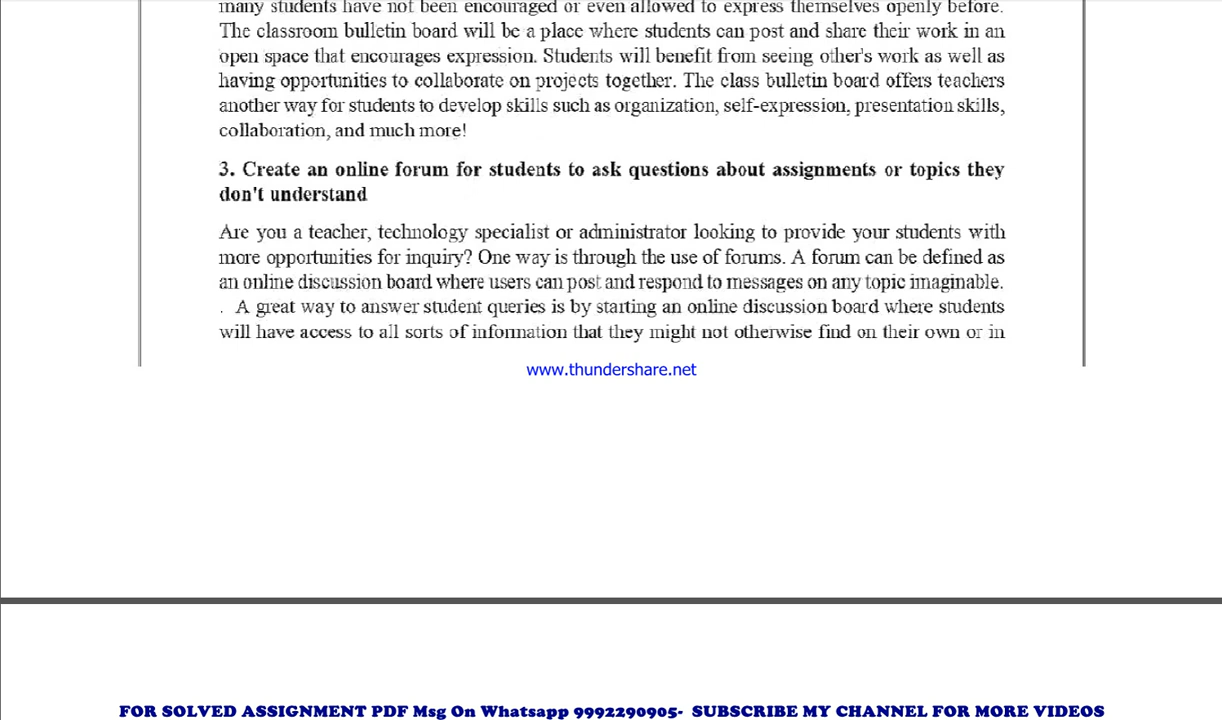 many students have not been encouraged or even allowed to express themselves openly before.
The classroom bulletin board will be a place where students can post and share their work in an
open space that encourages expression. Students will benefit from seeing other's work as well as
having opportunities to collaborate on projects together. The class bulletin board offers teachers
another way for students to develop skills such as organization, self-expression, presentation skills,
collaboration, and much more!
3. Create an online forum for students to ask questions about assignments or topics they
don't understand
Are you a teacher, technology specialist or administrator looking to provide your students with
more opportunities for inquiry? One way is through the use of forums. A forum can be defined as
an online discussion board where users can post and respond to messages on any topic imaginable.
. A great way to answer student queries is by starting an online discussion board where students
will have access to all sorts of information that they might not otherwise find on their own or in
www.thundershare.net
FOR SOLVED ASSIGNMENT PDF Msg On Whatsapp 9992290905- SUBSCRIBE MY CHANNEL FOR MORE VIDEOS